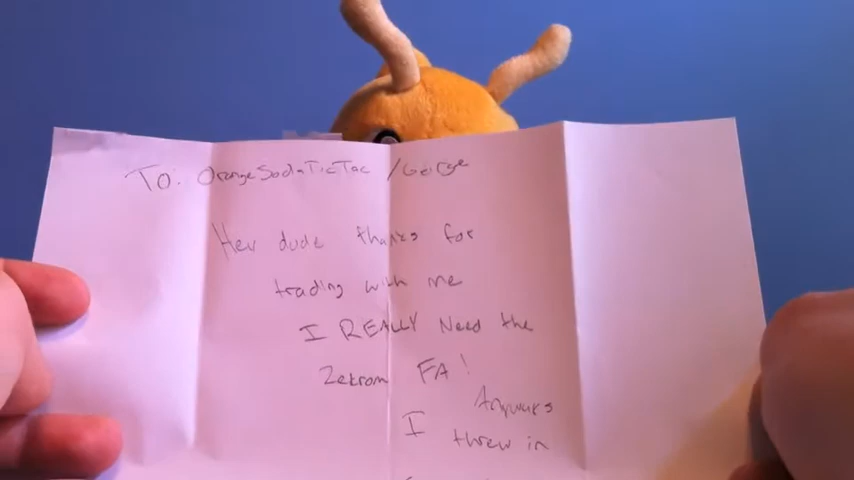 To: OrangeSodaTicTac /George
Hey dude thanks for
trading with me
I REALLY Need the
Zekrom FA!
Anyways
I threw in